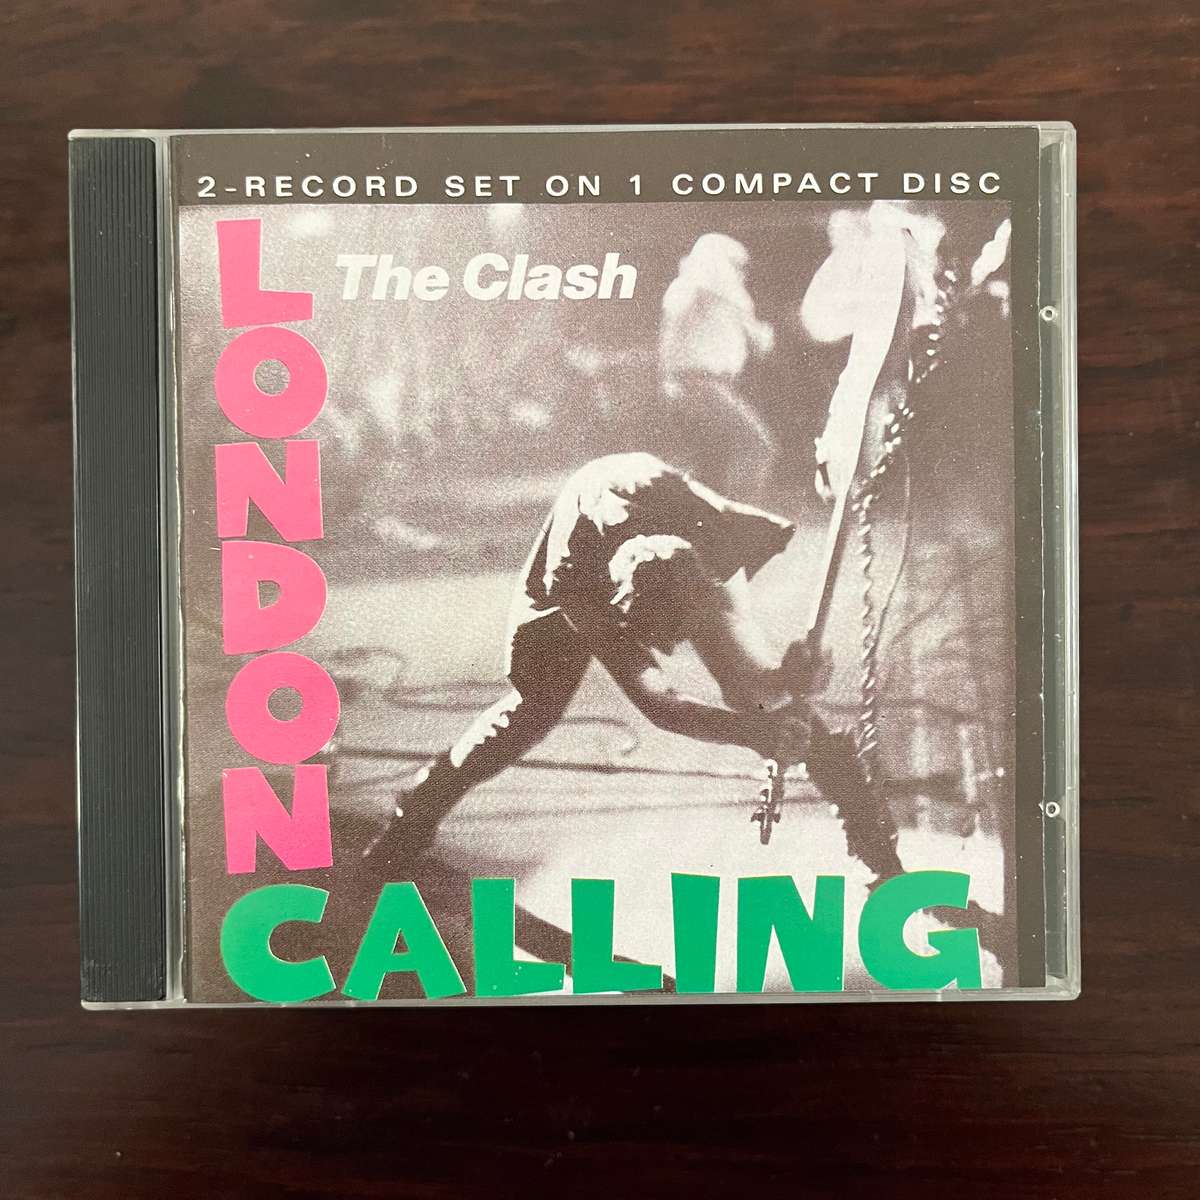 2-RECORD SET ON 1 COMPACT DISC
The Clash
LONDON
CALLING